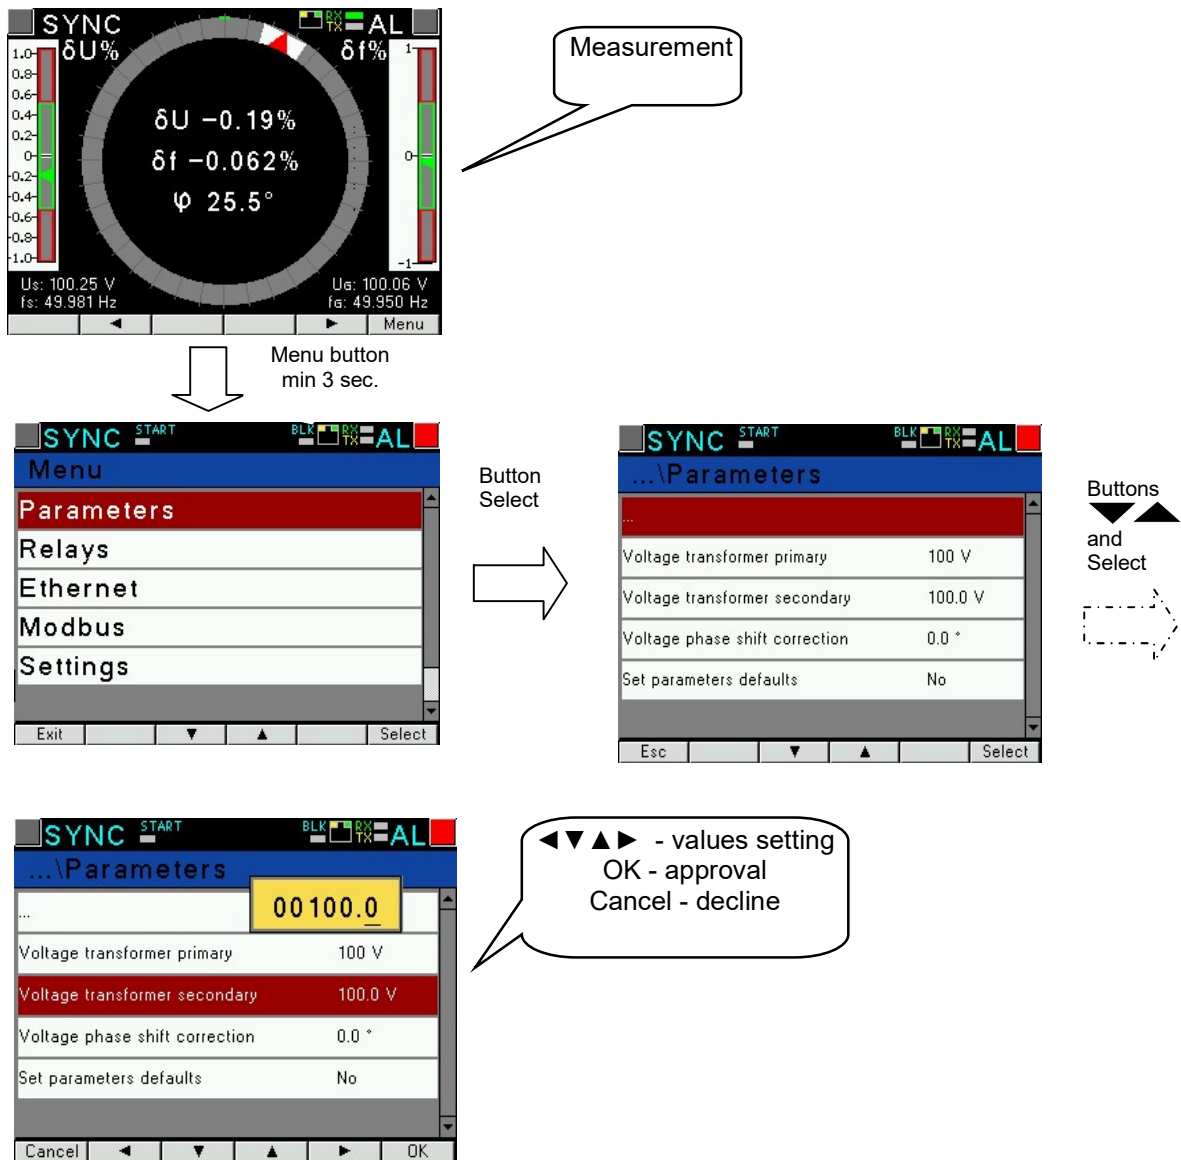 SYNC RX TX AL
δU% δf%
1.0
0.8
0.6
0.4
0.2
0
-0.2
-0.4
-0.6
-0.8
-1.0
1
0
-1
δU -0.19%
δf -0.062%
φ 25.5°
Us: 100.25 V UG: 100.06 V
fs: 49.981 Hz fG: 49.950 Hz
◄ ► Menu
Measurement
Menu button
min 3 sec.
SYNC START BLK RX TX AL
Menu
Parameters
Relays
Ethernet
Modbus
Settings
Exit ▼ ▲ Select
Button
Select
SYNC START BLK RX TX AL
...\Parameters
...
Voltage transformer primary 100 V
Voltage transformer secondary 100.0 V
Voltage phase shift correction 0.0 °
Set parameters defaults No
Esc ▼ ▲ Select
Buttons
▼▲
and
Select
SYNC START BLK RX TX AL
...\Parameters
... 00100.0
Voltage transformer primary 100 V
Voltage transformer secondary 100.0 V
Voltage phase shift correction 0.0 °
Set parameters defaults No
Cancel ◄ ▼ ▲ ► OK
◄▼▲► - values setting
OK - approval
Cancel - decline